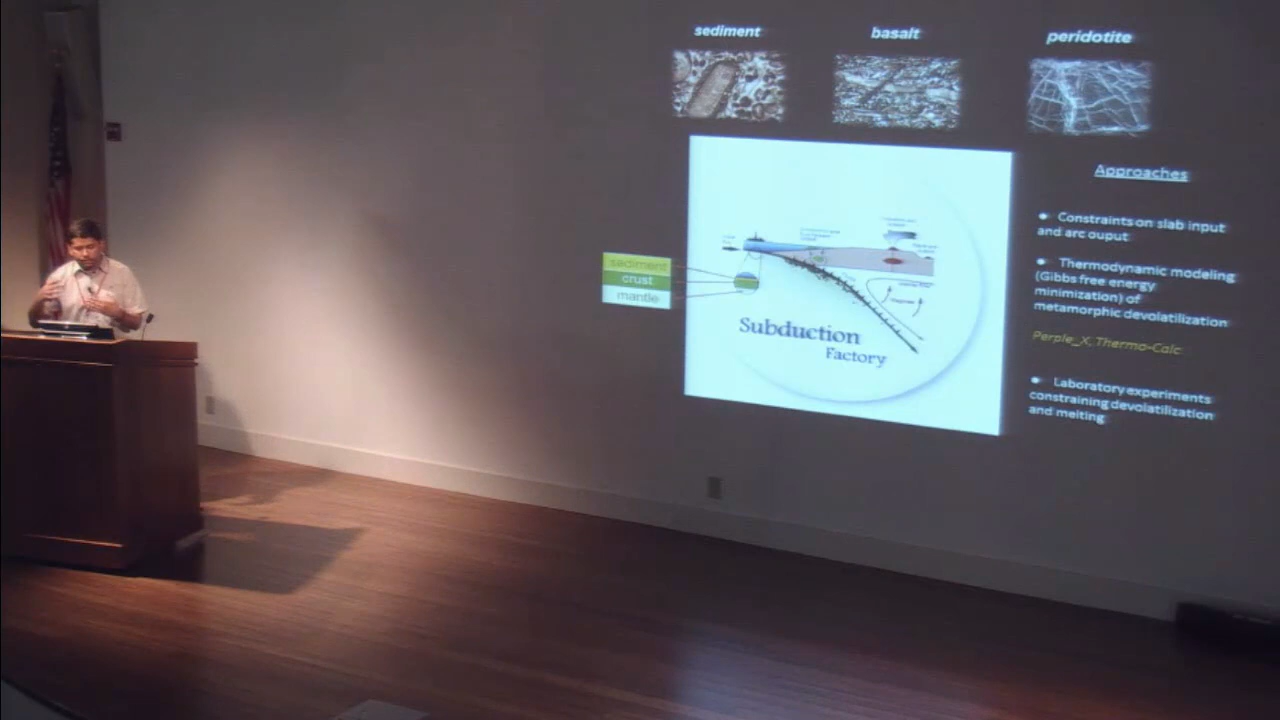 sediment
basalt
peridotite
Approaches
• Constraints on slab input
and arc ouput
• Thermodynamic modeling
(Gibbs free energy
minimization) of
metamorphic devolatilization
Perple_X, Thermo-Calc
• Laboratory experiments
constraining devolatilization
and melting
sediment
crust
mantle
Subduction
Factory